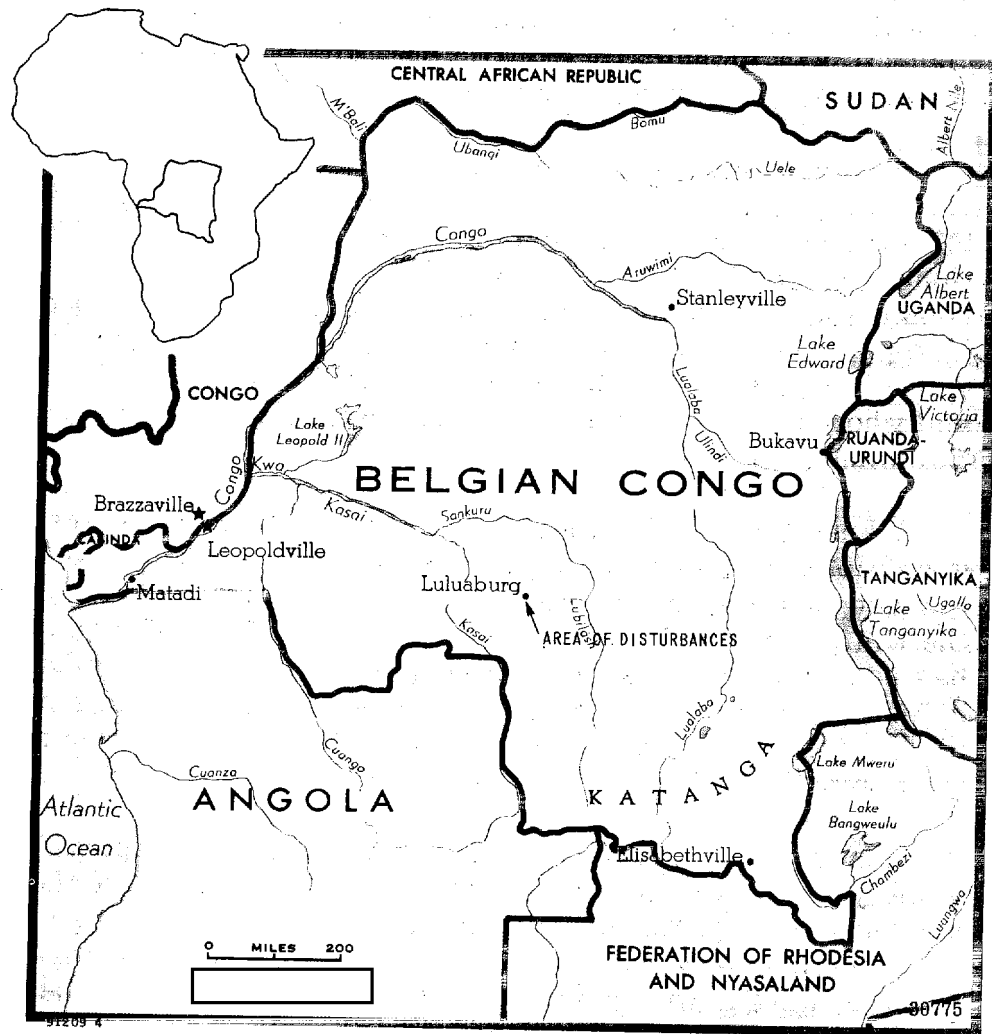 CENTRAL AFRICAN REPUBLIC
SUDAN
M'Bali
Ubangi
Bomu
Uele
Albert Nile
Congo
Aruwimi
Stanleyville
Lake
Albert
UGANDA
Lake
Edward
CONGO
Lake
Leopold II
Lualaba
Ulindi
Lake
Victoria
Bukavu
RUANDA-
URUNDI
Congo
Kwa
BELGIAN CONGO
Kasai
Sankuru
Brazzaville
CABINDA
Leopoldville
Matadi
Luluaburg
Lubilash
Kasai
AREA OF DISTURBANCES
TANGANYIKA
Ugalla
Lake
Tanganyika
Lualaba
Cuango
Cuanza
ANGOLA
KATANGA
Lake Mweru
Lake
Bangweulu
Atlantic
Ocean
Elisabethville
Chambezi
Luangwa
0 MILES 200
FEDERATION OF RHODESIA
AND NYASALAND
30775
91209 4